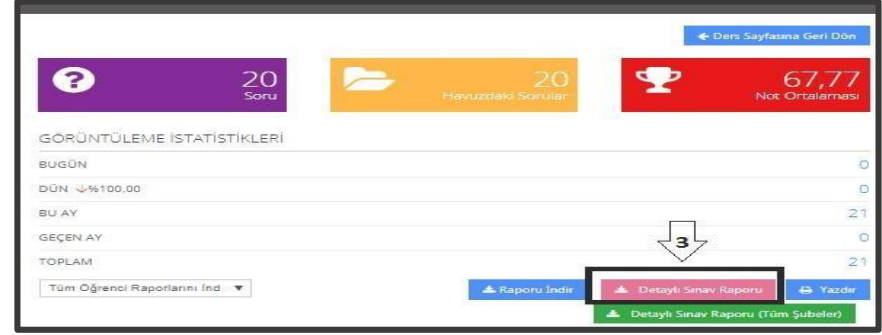 Ders Sayfasına Geri Dön
20
Soru
20
Havuzdaki Sorular
67,77
Not Ortalaması
GÖRÜNTÜLEME İSTATİSTİKLERİ
BUGÜN 0
DÜN %100,00 0
BU AY 21
GEÇEN AY 0
3
TOPLAM 21
Tüm Öğrenci Raporlarını İnd
Raporu İndir
Detaylı Sınav Raporu
Yazdır
Detaylı Sınav Raporu (Tüm Şubeler)